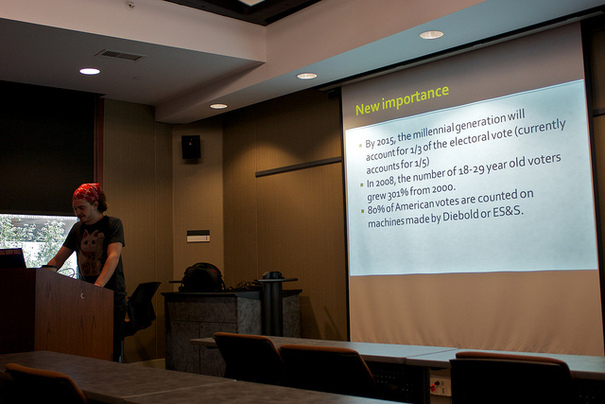 New importance
By 2015, the millennial generation will
account for 1/3 of the electoral vote (currently
accounts for 1/5)
In 2008, the number of 18-29 year old voters
grew 301% from 2000.
80% of American votes are counted on
machines made by Diebold or ES&S.